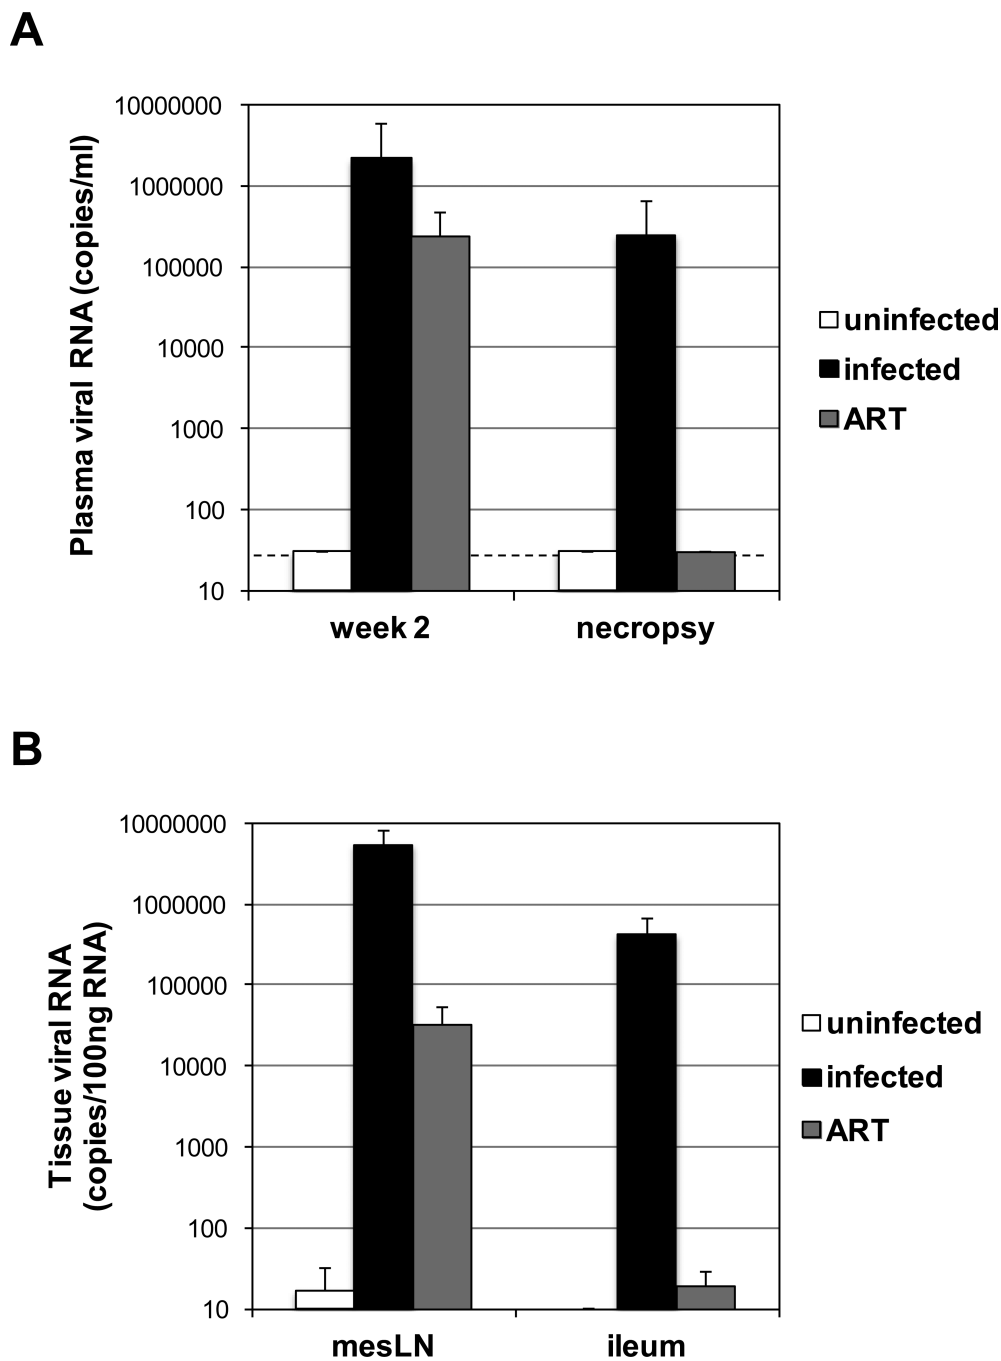 A
Plasma viral RNA (copies/ml)
10000000
1000000
100000
10000
1000
100
10
week 2
necropsy
uninfected
infected
ART
B
Tissue viral RNA
(copies/100ng RNA)
10000000
1000000
100000
10000
1000
100
10
mesLN
ileum
uninfected
infected
ART